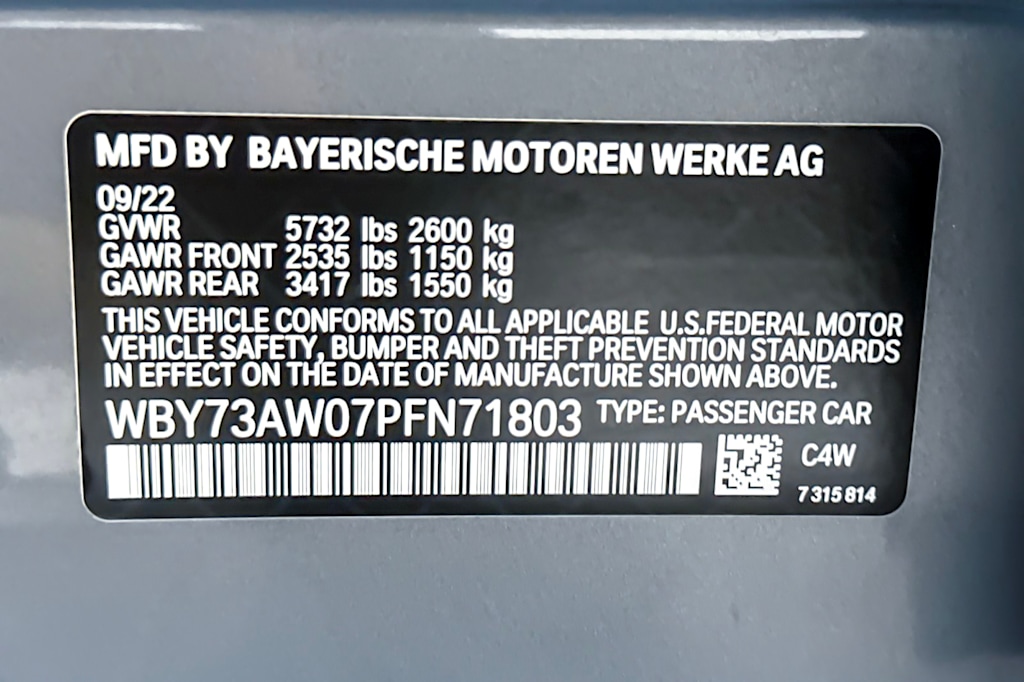 MFD BY BAYERISCHE MOTOREN WERKE AG
09/22
GVWR 5732 lbs 2600 kg
GAWR FRONT 2535 lbs 1150 kg
GAWR REAR 3417 lbs 1550 kg
THIS VEHICLE CONFORMS TO ALL APPLICABLE U.S.FEDERAL MOTOR
VEHICLE SAFETY, BUMPER AND THEFT PREVENTION STANDARDS
IN EFFECT ON THE DATE OF MANUFACTURE SHOWN ABOVE.
WBY73AW07PFN71803 TYPE: PASSENGER CAR
C4W
7 315 814